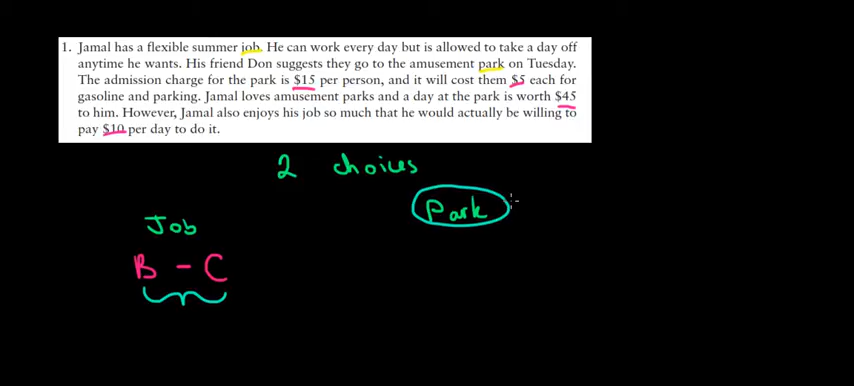 1. Jamal has a flexible summer job. He can work every day but is allowed to take a day off
anytime he wants. His friend Don suggests they go to the amusement park on Tuesday.
The admission charge for the park is $15 per person, and it will cost them $5 each for
gasoline and parking. Jamal loves amusement parks and a day at the park is worth $45
to him. However, Jamal also enjoys his job so much that he would actually be willing to
pay $10 per day to do it.
2 choices
Park
Job
B - C